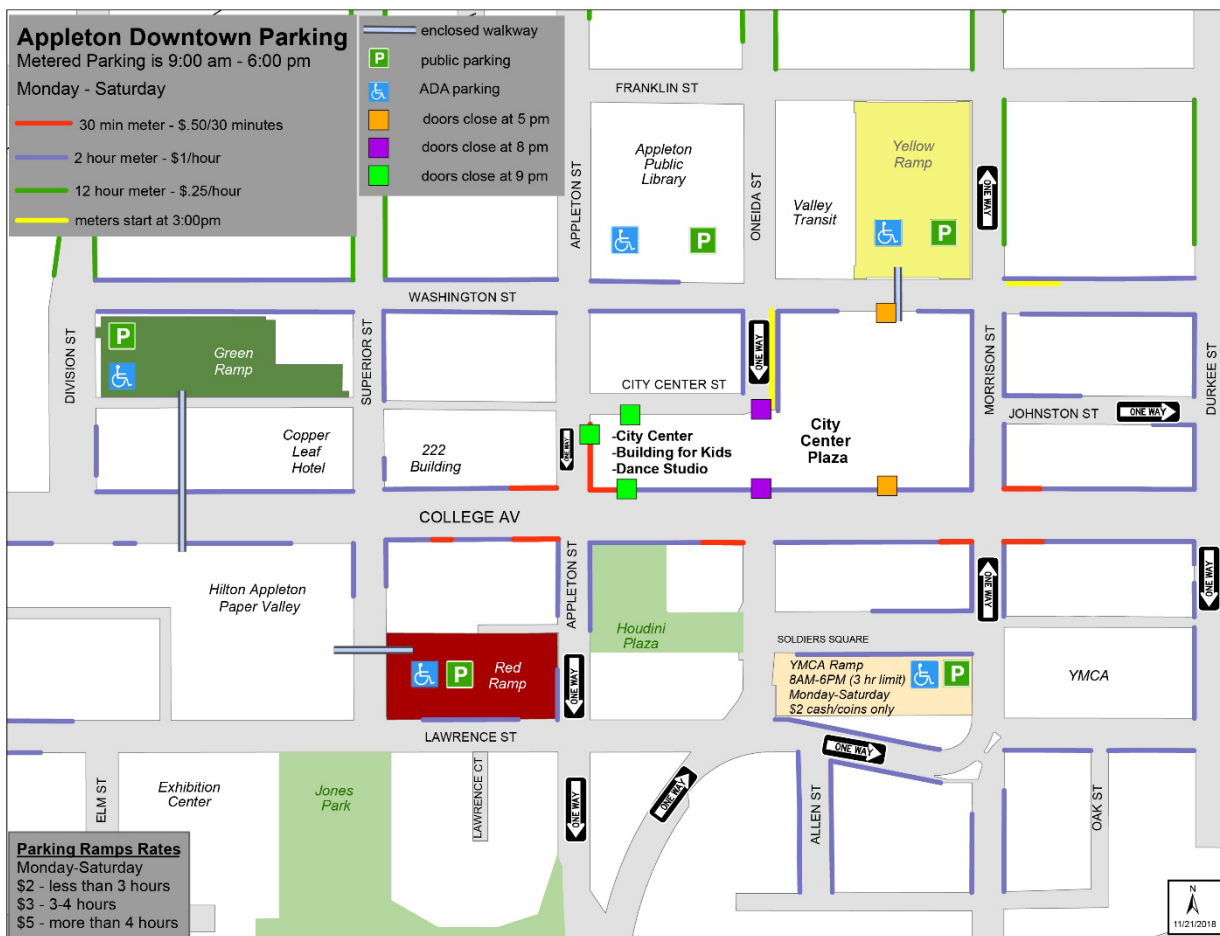 Appleton Downtown Parking
Metered Parking is 9:00 am - 6:00 pm
Monday - Saturday
30 min meter - $.50/30 minutes
2 hour meter - $1/hour
12 hour meter - $.25/hour
meters start at 3:00pm
enclosed walkway
P
public parking
ADA parking
doors close at 5 pm
doors close at 8 pm
doors close at 9 pm
FRANKLIN ST
APPLETON ST
Appleton
Public
Library
P
ONEIDA ST
Valley
Transit
Yellow
Ramp
P
ONE WAY
WASHINGTON ST
DIVISION ST
P
Green
Ramp
SUPERIOR ST
ONE WAY
CITY CENTER ST
MORRISON ST
DURKEE ST
JOHNSTON ST
ONE WAY
Copper
Leaf
Hotel
222
Building
ONE WAY
-City Center
-Building for Kids
-Dance Studio
City
Center
Plaza
COLLEGE AV
APPLETON ST
ONE WAY
ONE WAY
Hilton Appleton
Paper Valley
Houdini
Plaza
SOLDIERS SQUARE
P
Red
Ramp
ONE WAY
YMCA Ramp
8AM-6PM (3 hr limit)
Monday-Saturday
$2 cash/coins only
P
YMCA
LAWRENCE ST
ONE WAY
ELM ST
Exhibition
Center
Jones
Park
LAWRENCE CT
ONE WAY
ONE WAY
ALLEN ST
OAK ST
Parking Ramps Rates
Monday-Saturday
$2 - less than 3 hours
$3 - 3-4 hours
$5 - more than 4 hours
N
11/21/2018